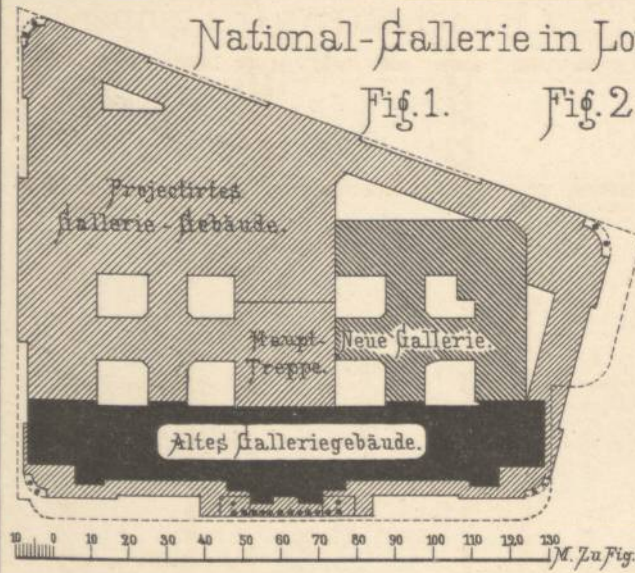 National-Gallerie in Lo
Fig. 1. Fig. 2
Projectirtes
Gallerie-Gebäude.
Haupt-
Treppe.
Neue Gallerie.
Altes Galleriegebäude.
10 0 10 20 30 40 50 60 70 80 90 100 110 120 130
M. Zu Fig.